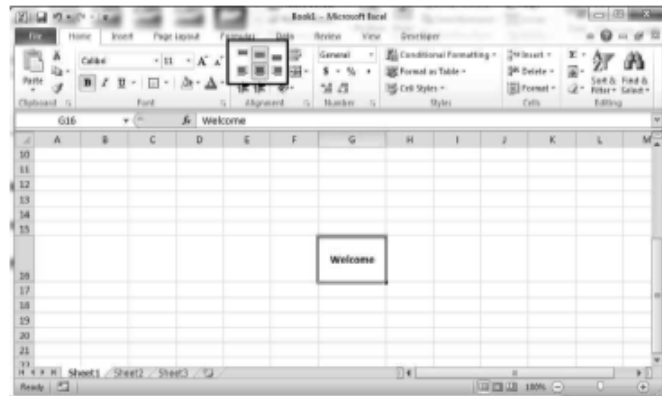 Book1 - Microsoft Excel
File Home Insert Page Layout Formulas Data Review View Developer
Calibri 11 A A General Conditional Formatting Insert
Paste B I U A $ % , Format as Table Delete Sort & Filter Find & Select
Cell Styles Format
Clipboard Font Alignment Number Styles Cells Editing
G16 fx Welcome
A B C D E F G H I J K L M
10
11
12
13
14
15
16 Welcome
17
18
19
20
21
22
Sheet1 Sheet2 Sheet3
Ready 100%